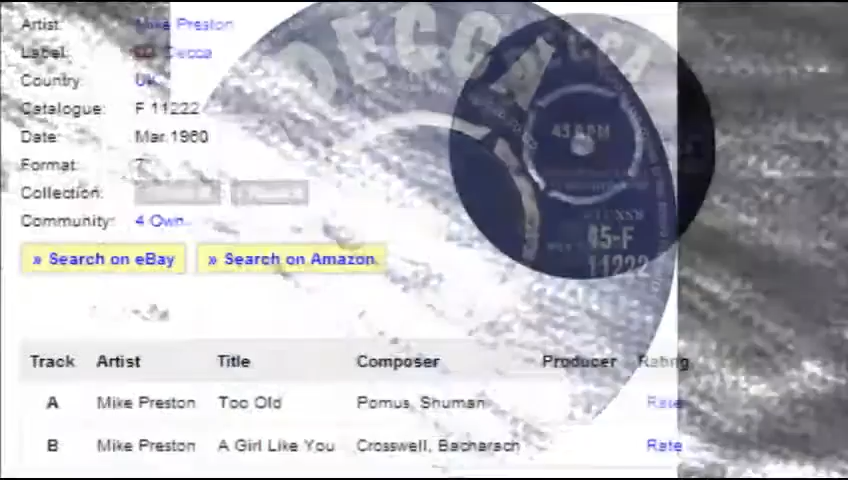 Artist: Mike Preston
Label: Decca
Country: UK
Catalogue: F 11222
Date: Mar 1960
Format: 7"
Collection:
Community: 4 Own
» Search on eBay » Search on Amazon
DECCA
DECCA
45 RPM
45-F
11222
Track Artist Title Composer Producer Rating
A Mike Preston Too Old Pomus, Shuman Rate
B Mike Preston A Girl Like You Crosswell, Bacharach Rate